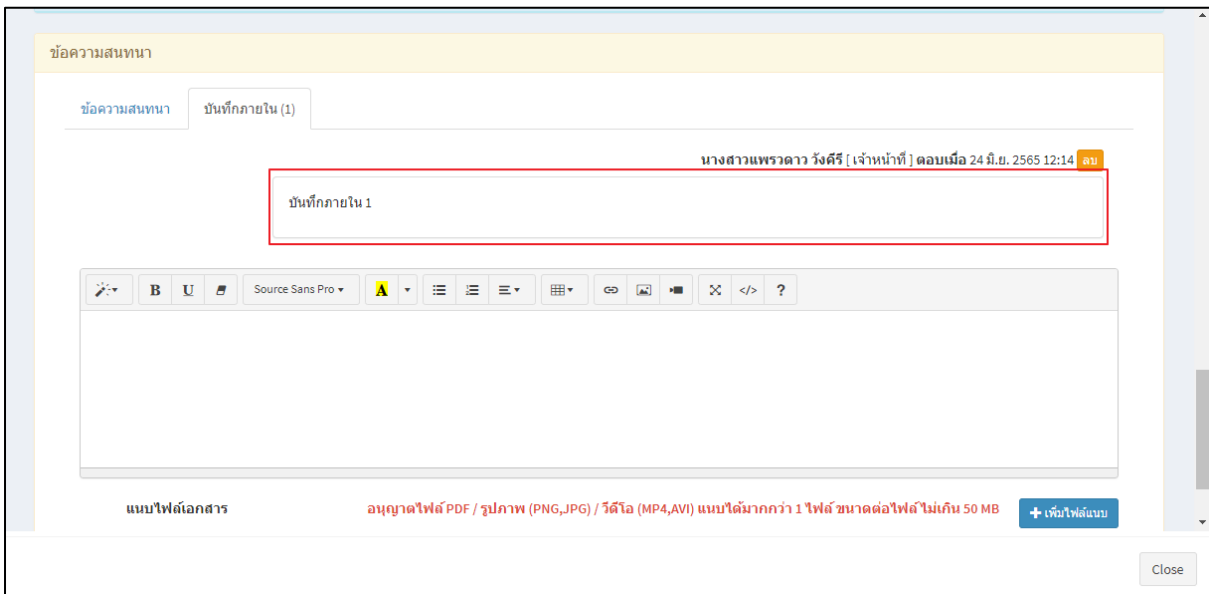 ข้อความสนทนา
ข้อความสนทนา บันทึกภายใน (1)
นางสาวแพรวดาว วังคีรี [ เจ้าหน้าที่ ] ตอบเมื่อ 24 มิ.ย. 2565 12:14 ลบ
บันทึกภายใน 1
B U Source Sans Pro A </> ?
แนบไฟล์เอกสาร อนุญาตไฟล์ PDF / รูปภาพ (PNG,JPG) / วีดีโอ (MP4,AVI) แนบได้มากกว่า 1 ไฟล์ ขนาดต่อไฟล์ ไม่เกิน 50 MB เพิ่มไฟล์แนบ
Close